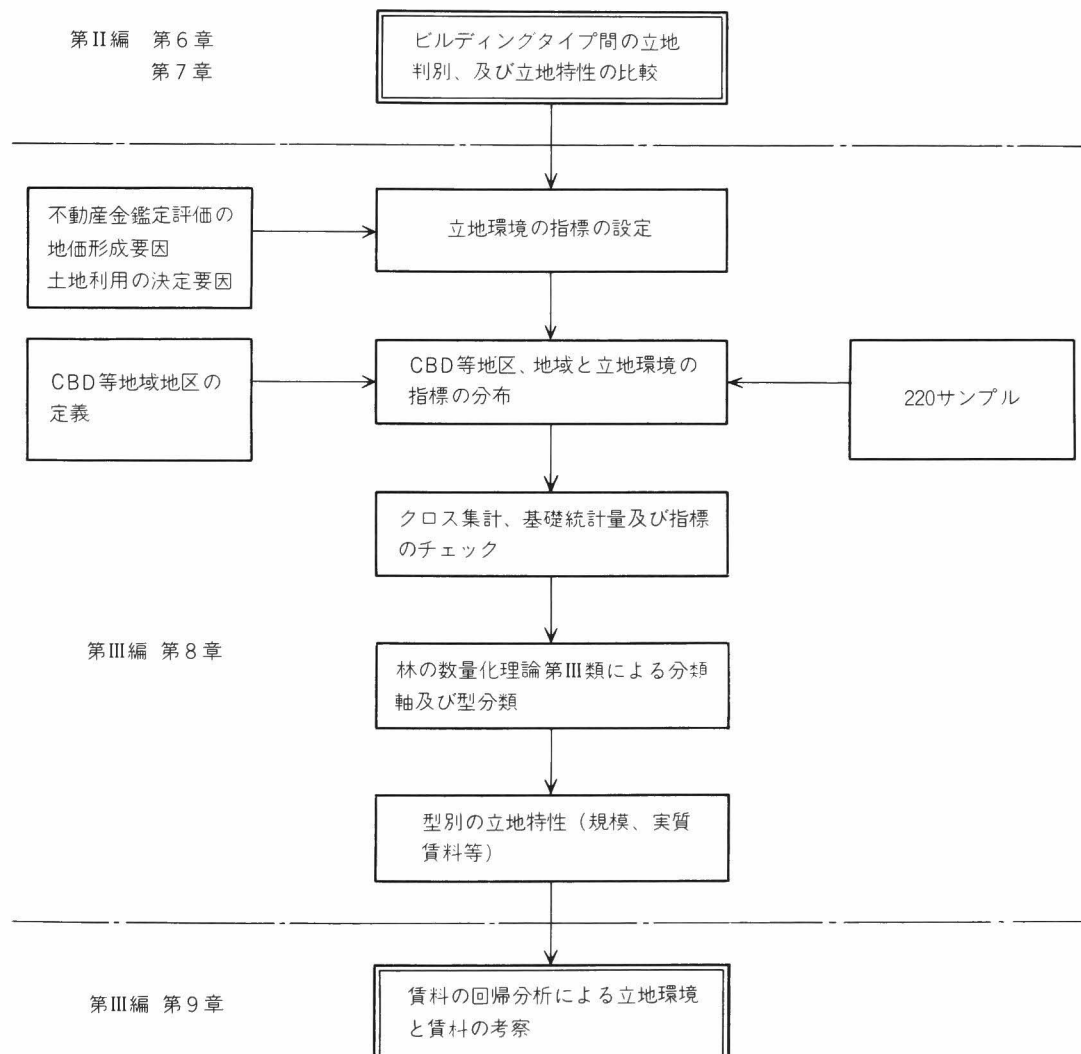 第II編 第6章
第7章
ビルディングタイプ間の立地
判別、及び立地特性の比較
不動産金鑑定評価の
地価形成要因
土地利用の決定要因
立地環境の指標の設定
CBD等地域地区の
定義
CBD等地区、地域と立地環境の
指標の分布
220サンプル
クロス集計、基礎統計量及び指標
のチェック
第III編 第8章
林の数量化理論第III類による分類
軸及び型分類
型別の立地特性（規模、実質
賃料等）
第III編 第9章
賃料の回帰分析による立地環境
と賃料の考察